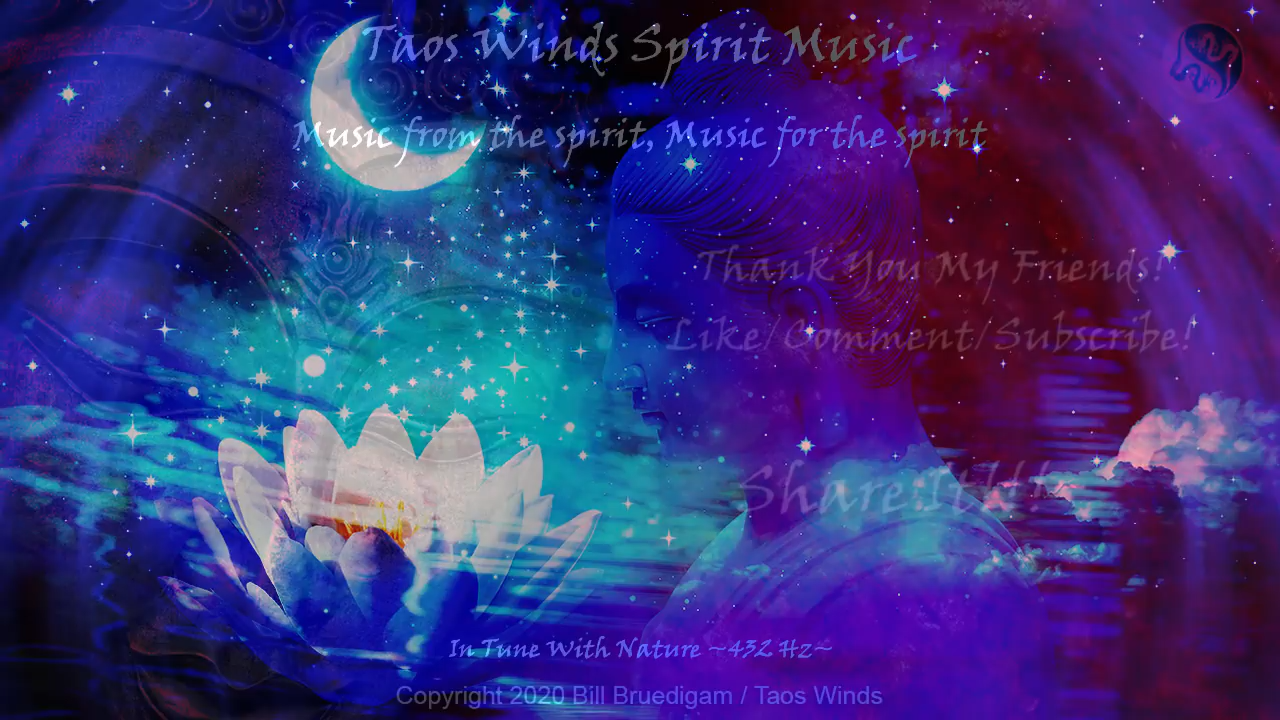 Taos Winds Spirit Music
Music from the spirit, Music for the spirit
Thank You My Friends!
Like/Comment/Subscribe!
Share It!!!
In Tune With Nature ~432 Hz~
Copyright 2020 Bill Bruedigam / Taos Winds